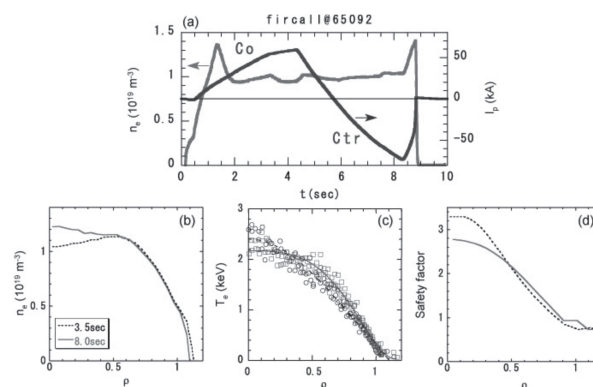 fircall@65092
(a)
Co
Ctr
n_e (10^19 m^-3)
I_p (kA)
1.5
1
0.5
0
50
0
-50
0 2 4 6 8 10
t(sec)
(b)
n_e (10^19 m^-3)
1
0.5
0
0 0.5 1
ρ
3.5sec
8.0sec
(c)
T_e (keV)
3
2
1
0
0 0.5 1
ρ
(d)
Safety factor
3
2
1
0
0 0.5 1
ρ